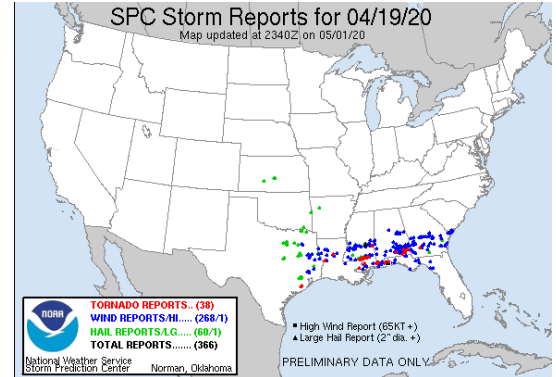 SPC Storm Reports for 04/19/20
Map updated at 2340Z on 05/01/20
TORNADO REPORTS.. (38)
WIND REPORTS/HI..... (268/1)
HAIL REPORTS/LG..... (60/1)
TOTAL REPORTS....... (366)
NOAA
National Weather Service
Storm Prediction Center Norman, Oklahoma
High Wind Report (65KT +)
Large Hail Report (2" dia. +)
PRELIMINARY DATA ONLY